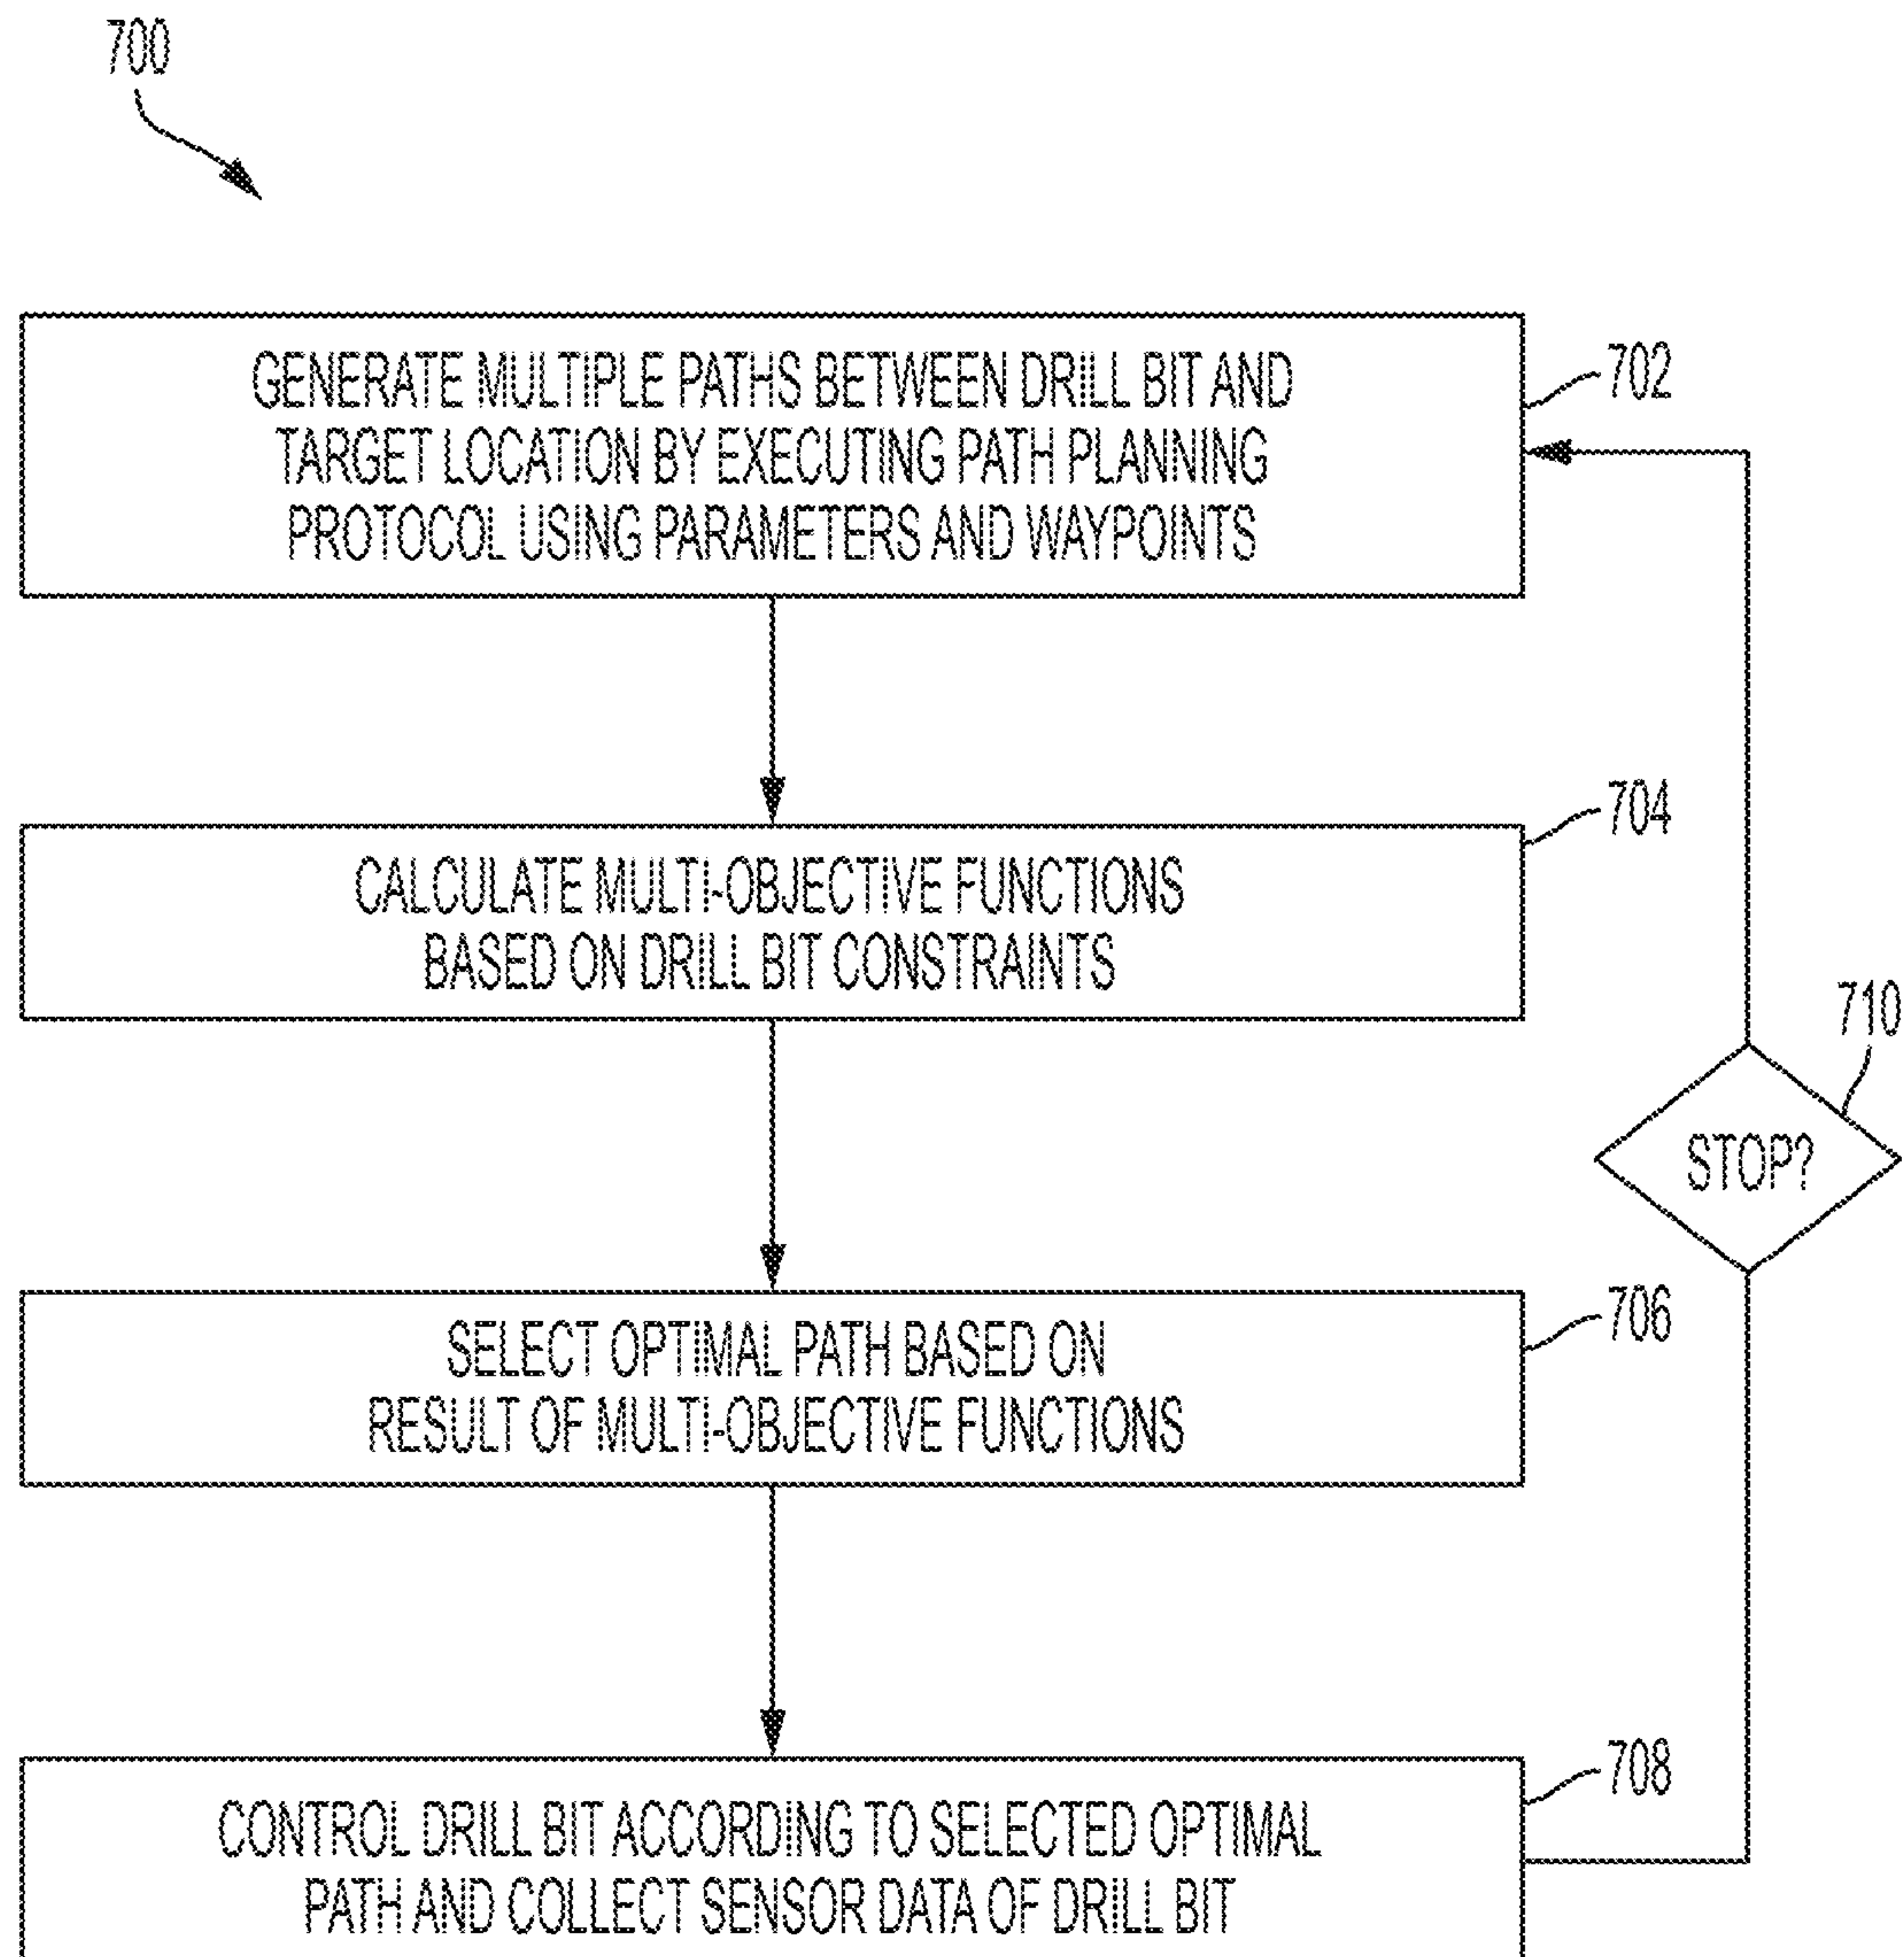 700
GENERATE MULTIPLE PATHS BETWEEN DRILL BIT AND
TARGET LOCATION BY EXECUTING PATH PLANNING
PROTOCOL USING PARAMETERS AND WAYPOINTS
702
CALCULATE MULTI-OBJECTIVE FUNCTIONS
BASED ON DRILL BIT CONSTRAINTS
704
710
STOP?
SELECT OPTIMAL PATH BASED ON
RESULT OF MULTI-OBJECTIVE FUNCTIONS
706
CONTROL DRILL BIT ACCORDING TO SELECTED OPTIMAL
PATH AND COLLECT SENSOR DATA OF DRILL BIT
708